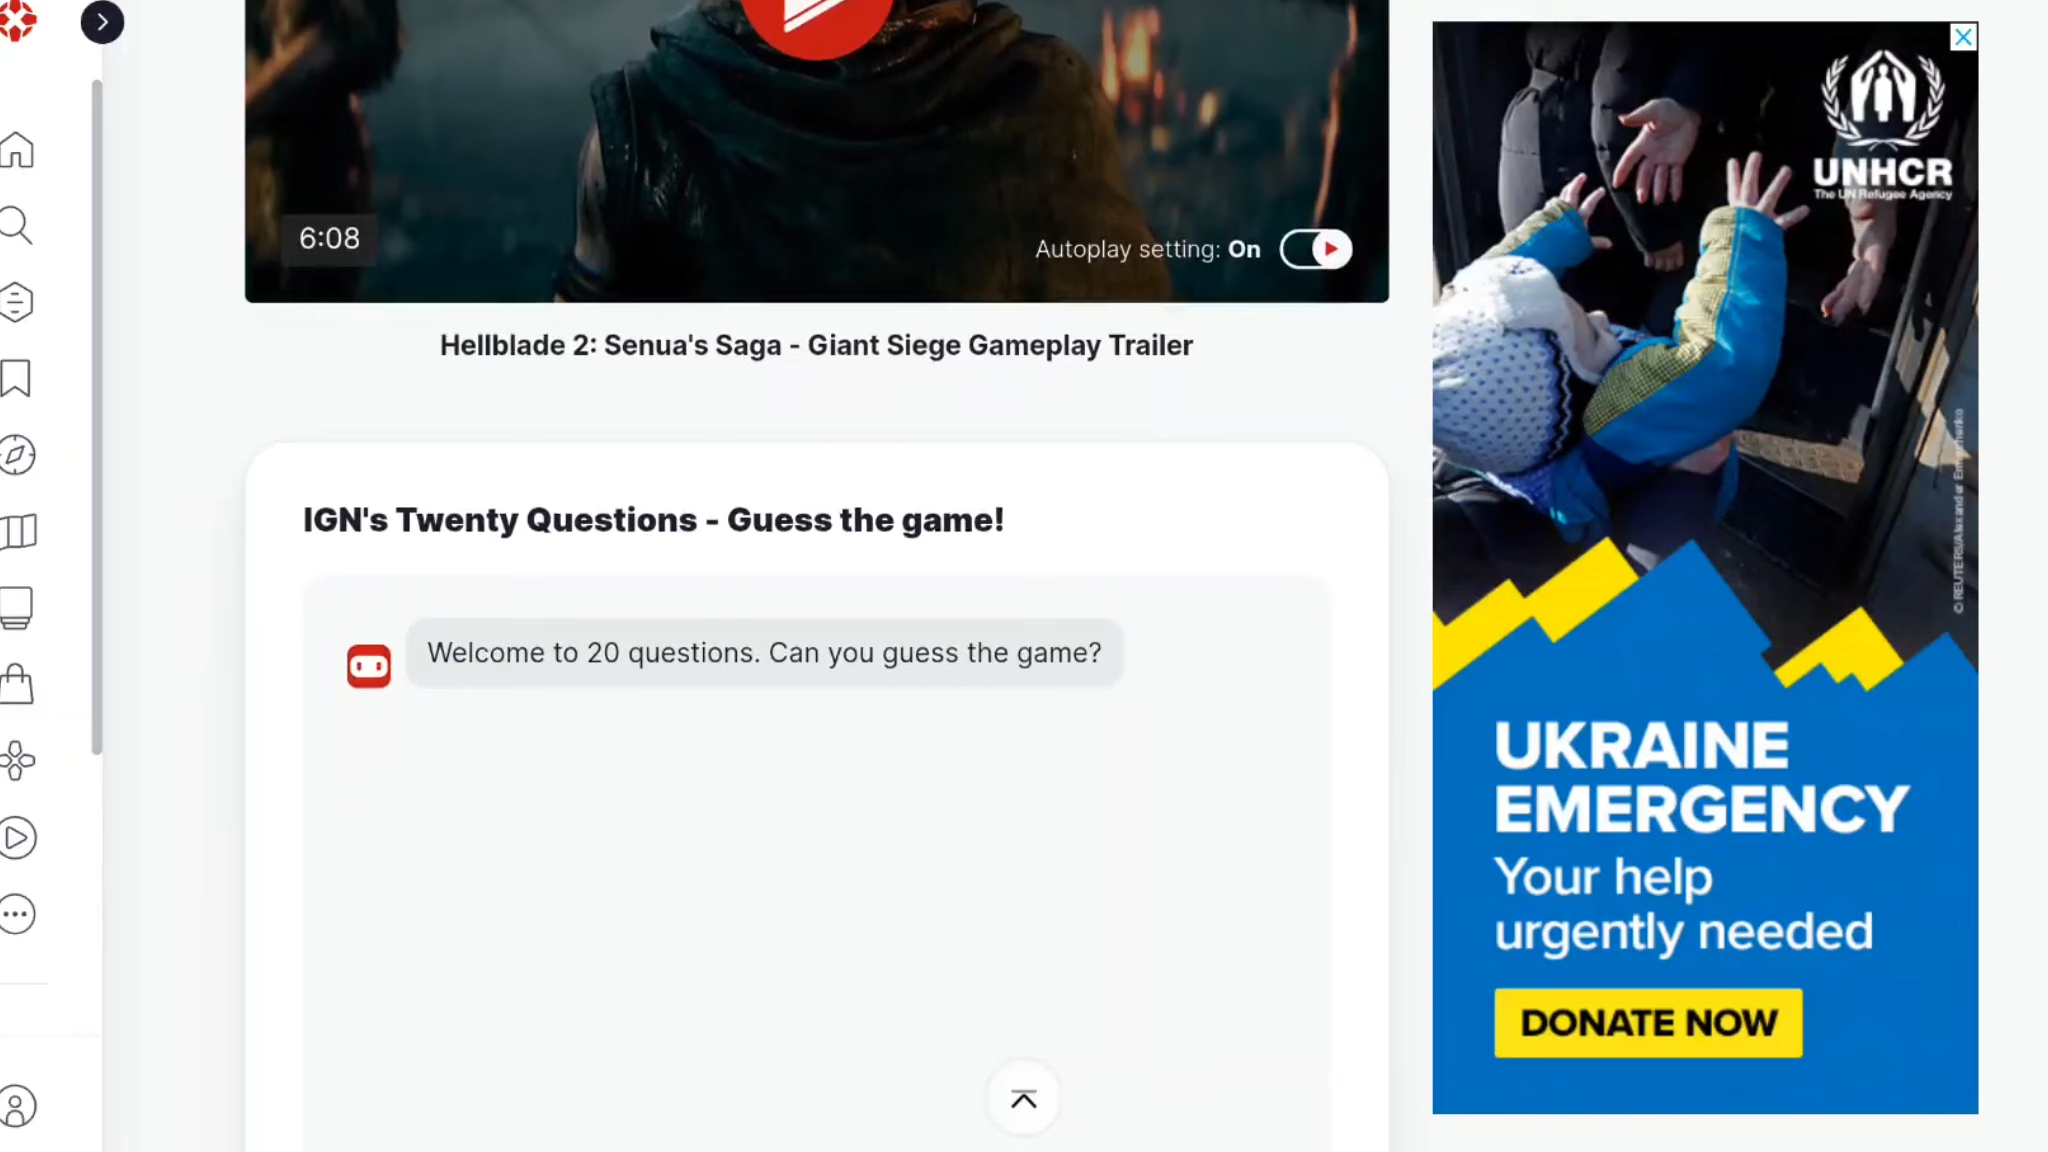 6:08
Autoplay setting: On
Hellblade 2: Senua's Saga - Giant Siege Gameplay Trailer
IGN's Twenty Questions - Guess the game!
Welcome to 20 questions. Can you guess the game?
UNHCR
The UN Refugee Agency
UKRAINE
EMERGENCY
Your help
urgently needed
DONATE NOW